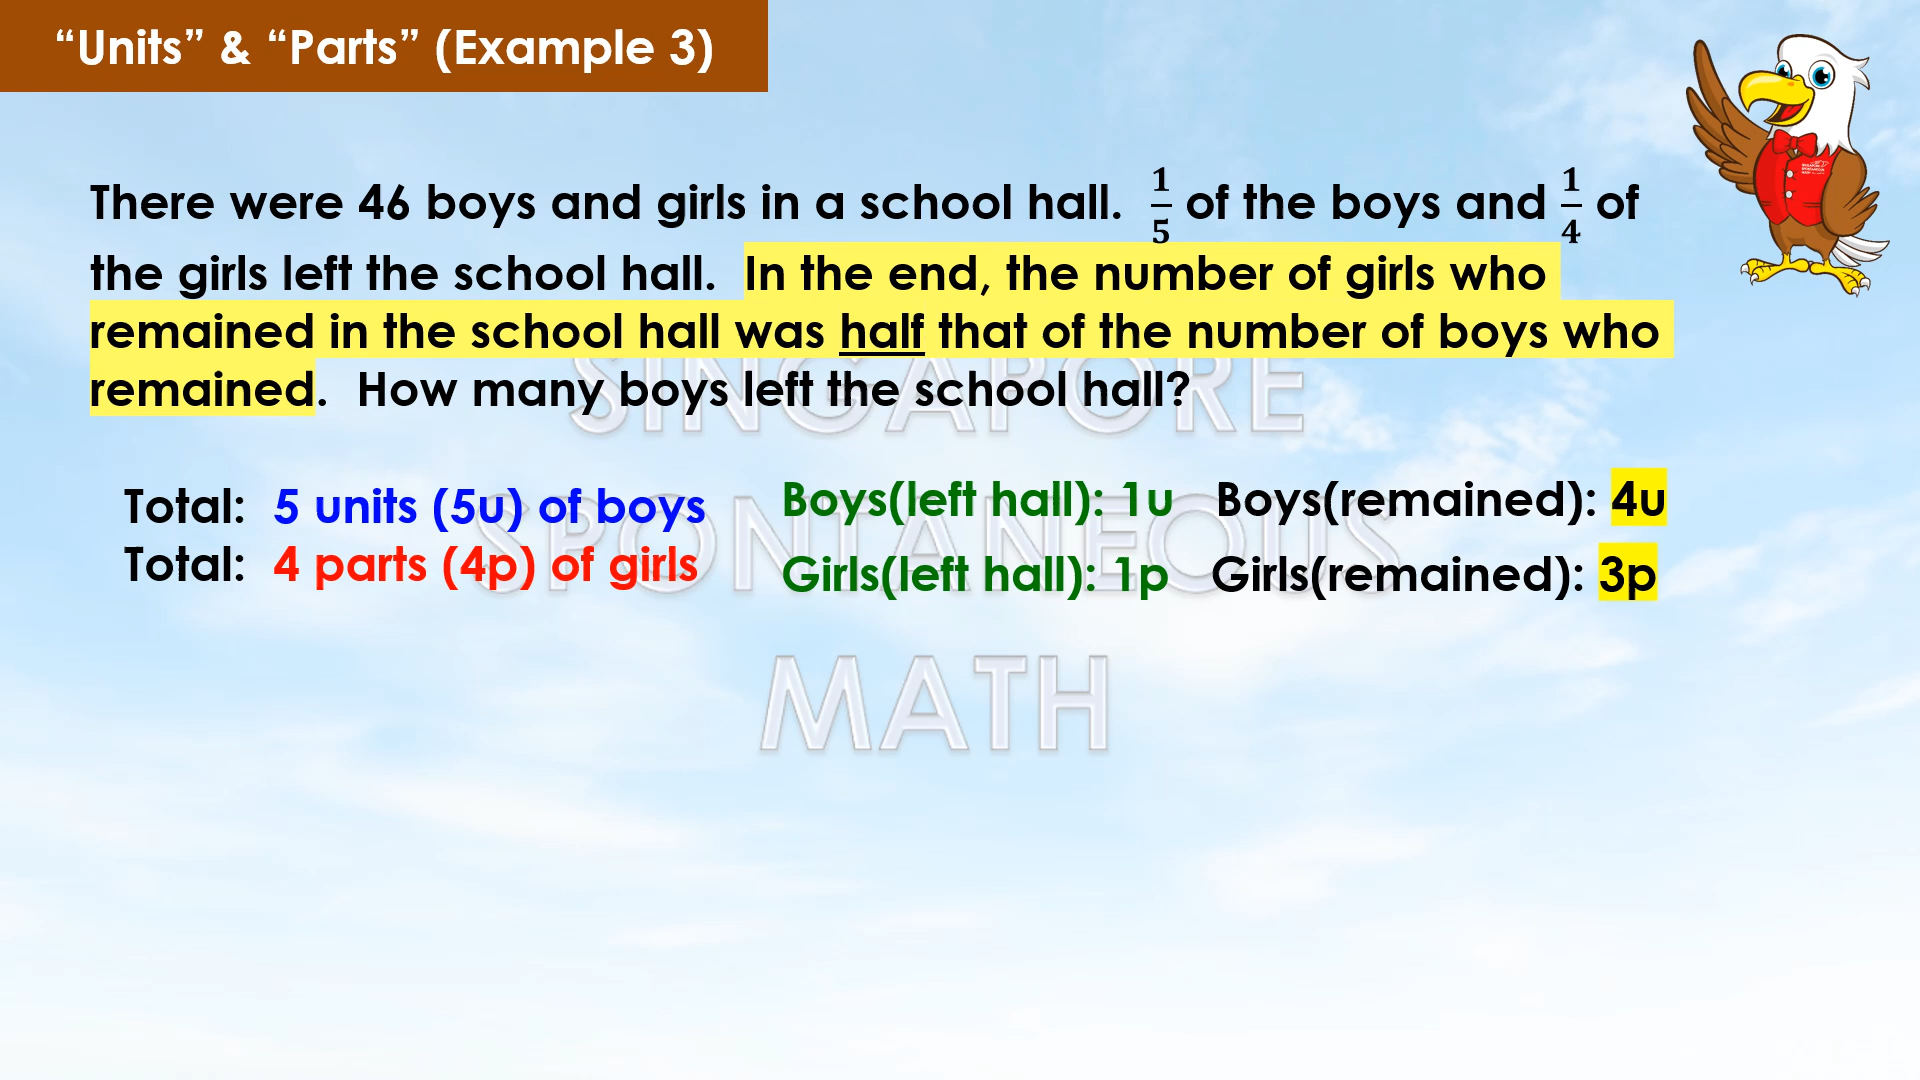 “Units” & “Parts” (Example 3)
There were 46 boys and girls in a school hall. 1/5 of the boys and 1/4 of
the girls left the school hall. In the end, the number of girls who
remained in the school hall was half that of the number of boys who
remained. How many boys left the school hall?
Total: 5 units (5u) of boys
Total: 4 parts (4p) of girls
Boys(left hall): 1u Boys(remained): 4u
Girls(left hall): 1p Girls(remained): 3p
SINGAPORE
SPONTANEOUS
MATH